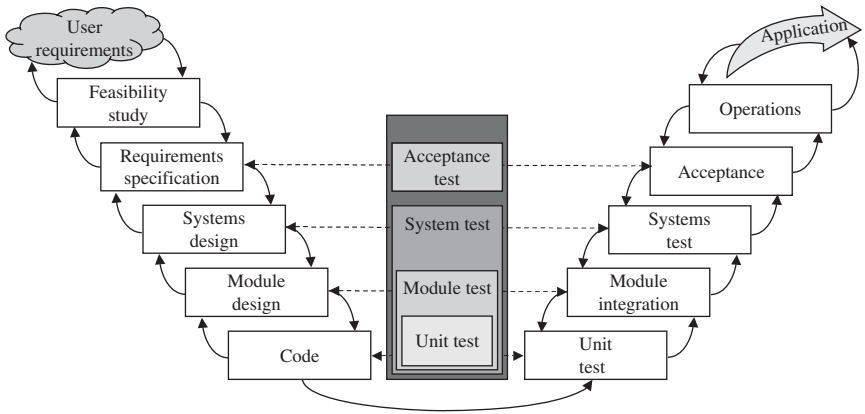 User
requirements
Application
Feasibility
study
Operations
Requirements
specification
Acceptance
test
Acceptance
Systems
design
System test
Systems
test
Module
design
Module test
Module
integration
Code
Unit test
Unit
test